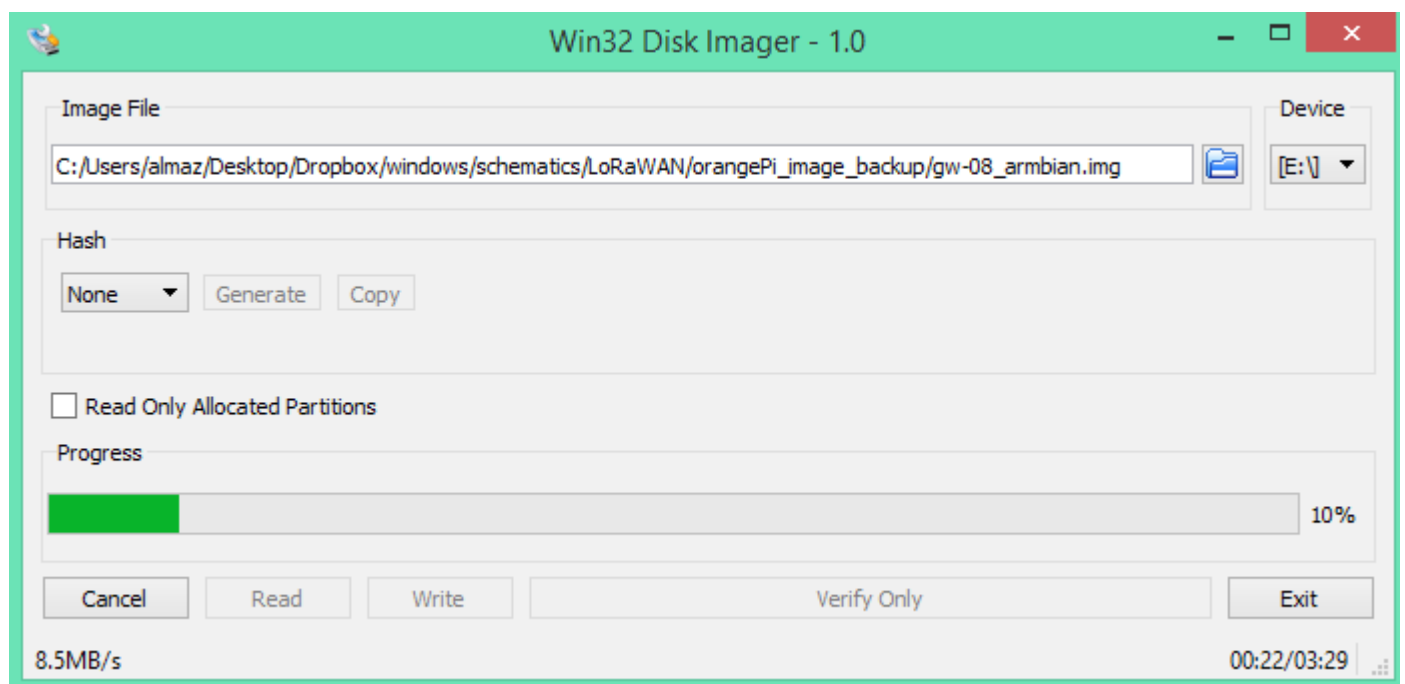 Win32 Disk Imager - 1.0
Image File
Device
C:/Users/almaz/Desktop/Dropbox/windows/schematics/LoRaWAN/orangePi_image_backup/gw-08_armbian.img
[E:\]
Hash
None Generate Copy
Read Only Allocated Partitions
Progress
10%
Cancel Read Write Verify Only Exit
8.5MB/s 00:22/03:29